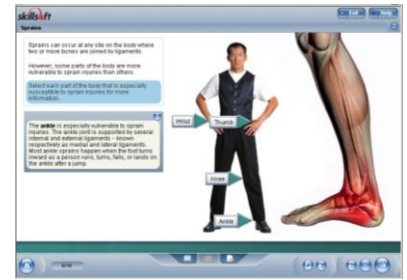 skillsoft
Exit
Help
Sprains
Sprains can occur at any site on the body where
two or more bones are joined by ligaments.
However, some parts of the body are more
vulnerable to sprain injuries than others.
Select each part of the body that is especially
susceptible to sprain injuries for more
information.
The ankle is especially vulnerable to sprain
injuries. The ankle joint is supported by several
internal and external ligaments – known
respectively as medial and lateral ligaments.
Most ankle sprains happen when the foot turns
inward as a person runs, turns, falls, or lands on
the ankle after a jump.
Wrist
Thumb
Knee
Ankle